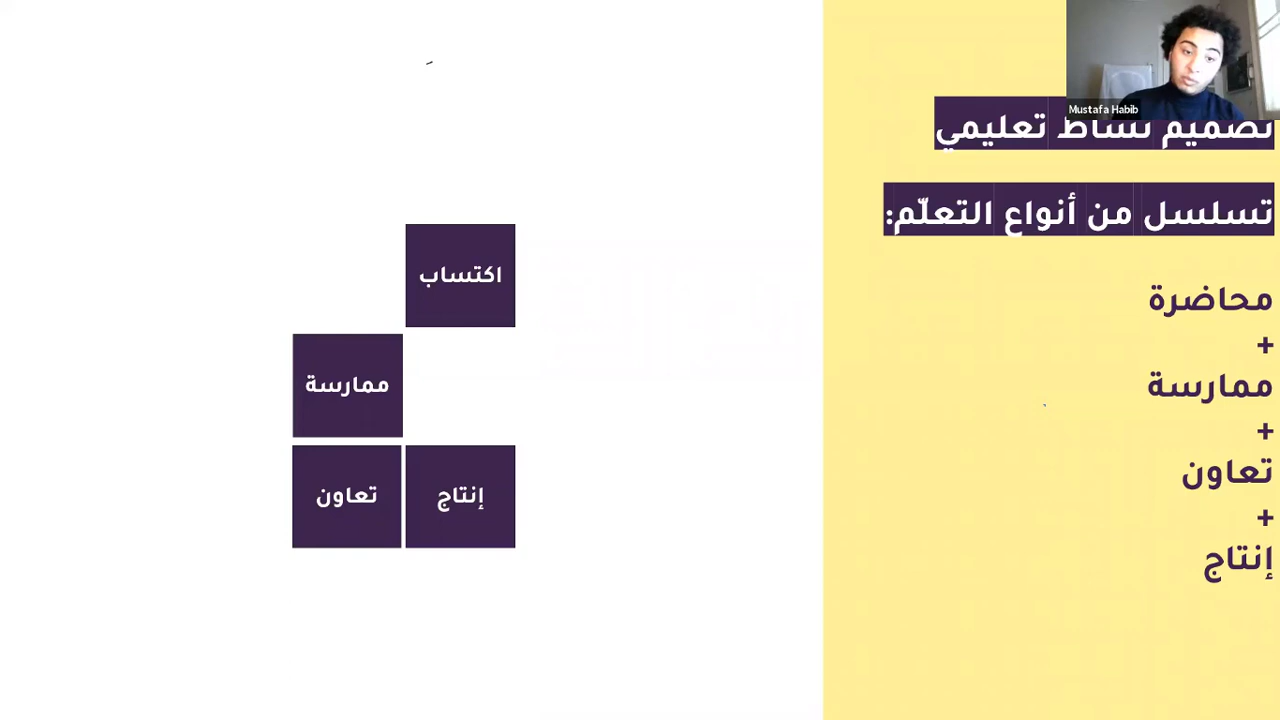 Mustafa Habib
تصميم نشاط تعليمي
تسلسل من أنواع التعلّم:
محاضرة
+
ممارسة
+
تعاون
+
إنتاج
اكتساب
ممارسة
إنتاج
تعاون